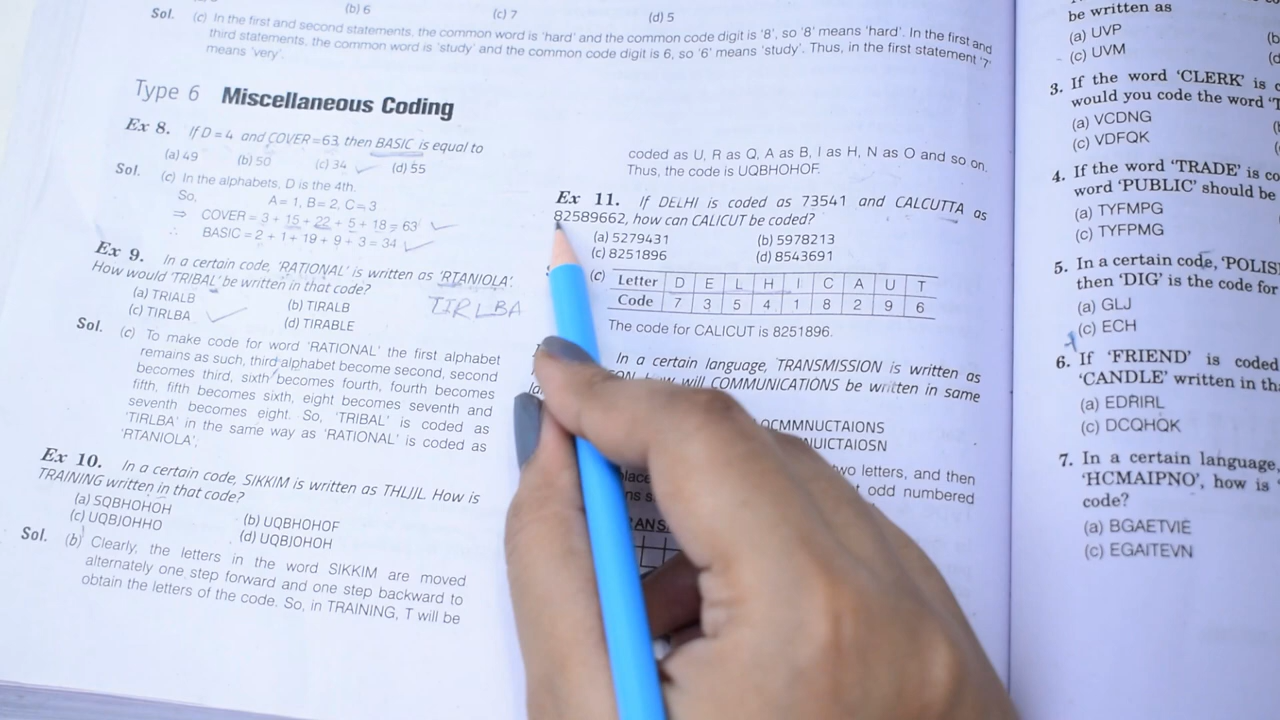 (b) 6
(c) 7
(d) 5
Sol. (c) In the first and second statements, the common word is 'hard' and the common code digit is '8', so '8' means 'hard'. In the first and
third statements, the common word is 'study' and the common code digit is 6, so '6' means 'study'. Thus, in the first statement '7'
means 'very'.
Type 6 Miscellaneous Coding
Ex 8. If D = 4 and COVER = 63, then BASIC is equal to
(a) 49 (b) 50 (c) 34 (d) 55
Sol. (c) In the alphabets, D is the 4th.
So, A = 1, B = 2, C = 3
⇒ COVER = 3 + 15 + 22 + 5 + 18 = 63
∴ BASIC = 2 + 1 + 19 + 9 + 3 = 34
Ex 9. In a certain code, 'RATIONAL' is written as 'RTANIOLA'.
How would 'TRIBAL' be written in that code?
(a) TRIALB (b) TIRALB
(c) TIRLBA (d) TIRABLE
TIRLBA
Sol. (c) To make code for word 'RATIONAL' the first alphabet
remains as such, third alphabet become second, second
becomes third, sixth becomes fourth, fourth becomes
fifth, fifth becomes sixth, eight becomes seventh and
seventh becomes eight. So, 'TRIBAL' is coded as
'TIRLBA' in the same way as 'RATIONAL' is coded as
'RTANIOLA'.
Ex 10. In a certain code, SIKKIM is written as THLJJL. How is
TRAINING written in that code?
(a) SQBHOHOH (b) UQBHOHOF
(c) UQBJOHHO (d) UQBJOHOH
Sol. (b) Clearly, the letters in the word SIKKIM are moved
alternately one step forward and one step backward to
obtain the letters of the code. So, in TRAINING, T will be
coded as U, R as Q, A as B, I as H, N as O and so on.
Thus, the code is UQBHOHOF.
Ex 11. If DELHI is coded as 73541 and CALCUTTA as
82589662, how can CALICUT be coded?
(a) 5279431 (b) 5978213
(c) 8251896 (d) 8543691
(c) Letter D E L H I C A U T
Code 7 3 5 4 1 8 2 9 6
The code for CALICUT is 8251896.
In a certain language, TRANSMISSION is written as
will COMMUNICATIONS be written in same
OCMMNUCTAIONS
NUICTAIOSN
two letters, and then
odd numbered
be written as
(a) UVP
(c) UVM
3. If the word 'CLERK' is
would you code the word
(a) VCDNG
(c) VDFQK
4. If the word 'TRADE' is
word 'PUBLIC' should be
(a) TYFMPG
(c) TYFPMG
5. In a certain code,
then 'DIG' is the code for
(a) GLJ
(c) ECH
6. If 'FRIEND' is coded
'CANDLE' written in
(a) EDRIRL
(c) DCQHQK
7. In a certain language,
'HCMAIPNO', how is
code?
(a) BGAETVIE
(c) EGAITEVN